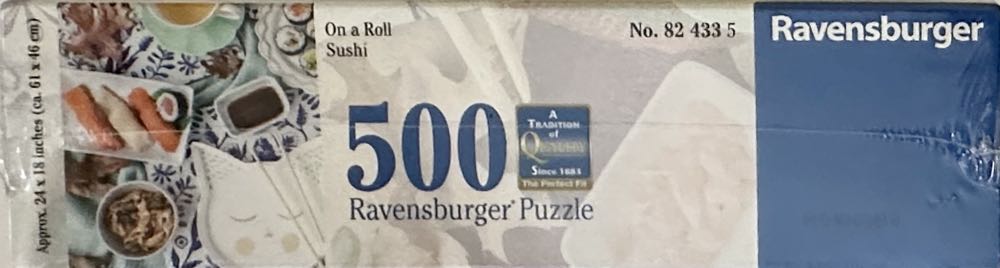 Approx. 24 x 18 inches (ca. 61 x 46 cm)
On a Roll
Sushi
No. 82 433 5
Ravensburger
500
A
TRADITION
of
QUALITY
Since 1883
The Perfect Fit
Ravensburger® Puzzle